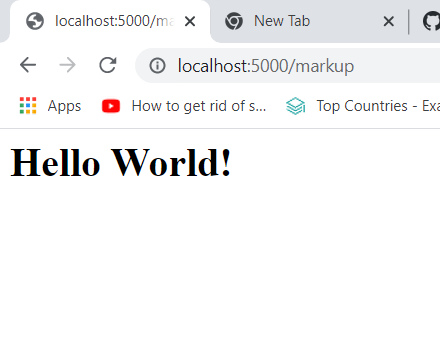 localhost:5000/ma
New Tab
localhost:5000/markup
Apps
How to get rid of s...
Top Countries - Exa
Hello World!